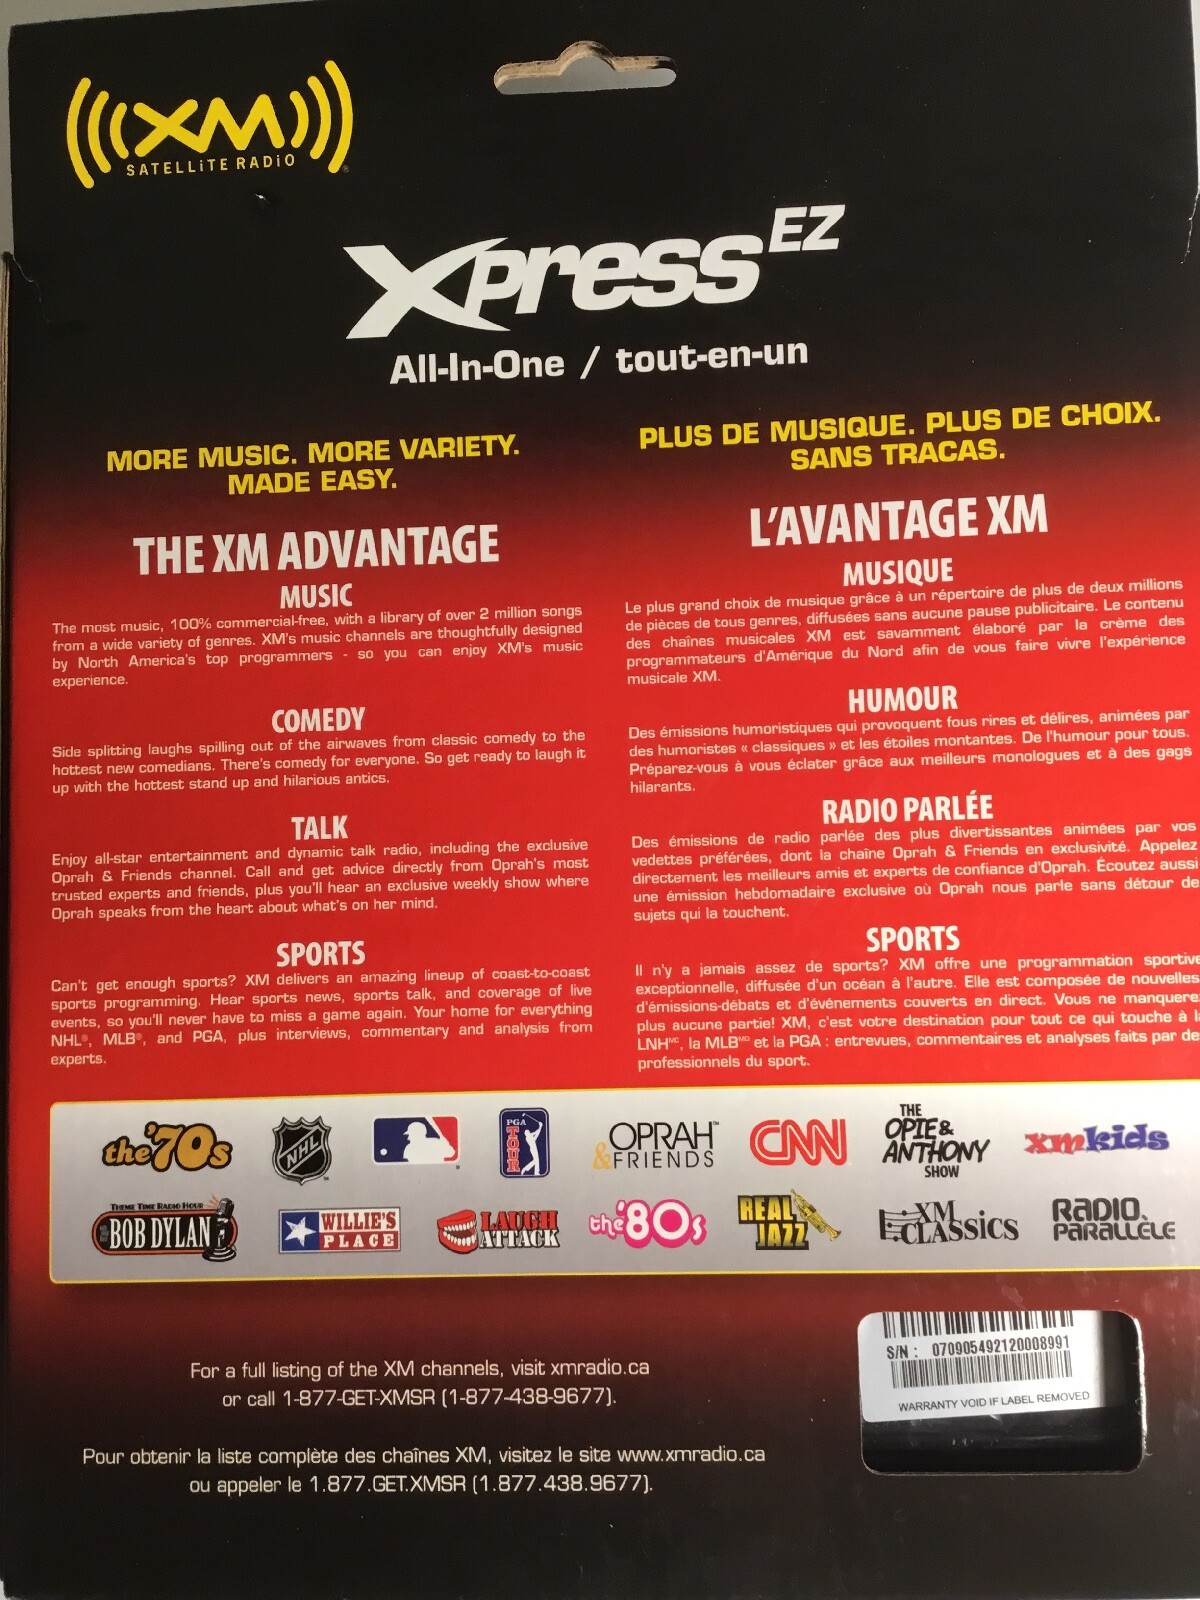 XM
SATELLiTE RADiO
Xpress EZ
All-In-One / tout-en-un
MORE MUSIC. MORE VARIETY.
MADE EASY.
THE XM ADVANTAGE
MUSIC
The most music, 100% commercial-free, with a library of over 2 million songs
from a wide variety of genres. XM's music channels are thoughtfully designed
by North America's top programmers - so you can enjoy XM's music
experience.
COMEDY
Side splitting laughs spilling out of the airwaves from classic comedy to the
hottest new comedians. There's comedy for everyone. So get ready to laugh it
up with the hottest stand up and hilarious antics.
TALK
Enjoy all-star entertainment and dynamic talk radio, including the exclusive
Oprah & Friends channel. Call and get advice directly from Oprah's most
trusted experts and friends, plus you'll hear an exclusive weekly show where
Oprah speaks from the heart about what's on her mind.
SPORTS
Can't get enough sports? XM delivers an amazing lineup of coast-to-coast
sports programming. Hear sports news, sports talk, and coverage of live
events, so you'll never have to miss a game again. Your home for everything
NHL®, MLB®, and PGA, plus interviews, commentary and analysis from
experts.
PLUS DE MUSIQUE. PLUS DE CHOIX.
SANS TRACAS.
L'AVANTAGE XM
MUSIQUE
Le plus grand choix de musique grâce à un répertoire de plus de deux millions
de pièces de tous genres, diffusées sans aucune pause publicitaire. Le contenu
des chaînes musicales XM est savamment élaboré par la crème des
programmateurs d'Amérique du Nord afin de vous faire vivre l'expérience
musicale XM.
HUMOUR
Des émissions humoristiques qui provoquent fous rires et délires, animées par
des humoristes « classiques » et les étoiles montantes. De l'humour pour tous.
Préparez-vous à vous éclater grâce aux meilleurs monologues et à des gags
hilarants.
RADIO PARLÉE
Des émissions de radio parlée des plus divertissantes animées par vos
vedettes préférées, dont la chaîne Oprah & Friends en exclusivité. Appelez
directement les meilleurs amis et experts de confiance d'Oprah. Écoutez aussi
une émission hebdomadaire exclusive où Oprah nous parle sans détour de
sujets qui la touchent.
SPORTS
Il n'y a jamais assez de sports? XM offre une programmation sportive
exceptionnelle, diffusée d'un océan à l'autre. Elle est composée de nouvelles
d'émissions-débats et d'événements couverts en direct. Vous ne manquere
plus aucune partie! XM, c'est votre destination pour tout ce qui touche à la
LNHMC, la MLBMD et la PGA : entrevues, commentaires et analyses faits par de
professionnels du sport.
the '70s NHL PGA TOUR OPRAH & FRIENDS CNN THE OPIE & ANTHONY SHOW xmkids
THEME TIME RADIO HOUR BOB DYLAN WILLIE'S PLACE LAUGH ATTACK the '80s REAL JAZZ XM CLASSICS RADIO PARALLÈLE
S/N : 070905492120008991
WARRANTY VOID IF LABEL REMOVED
For a full listing of the XM channels, visit xmradio.ca
or call 1-877-GET-XMSR (1-877-438-9677).
Pour obtenir la liste complète des chaînes XM, visitez le site www.xmradio.ca
ou appeler le 1.877.GET.XMSR (1.877.438.9677).